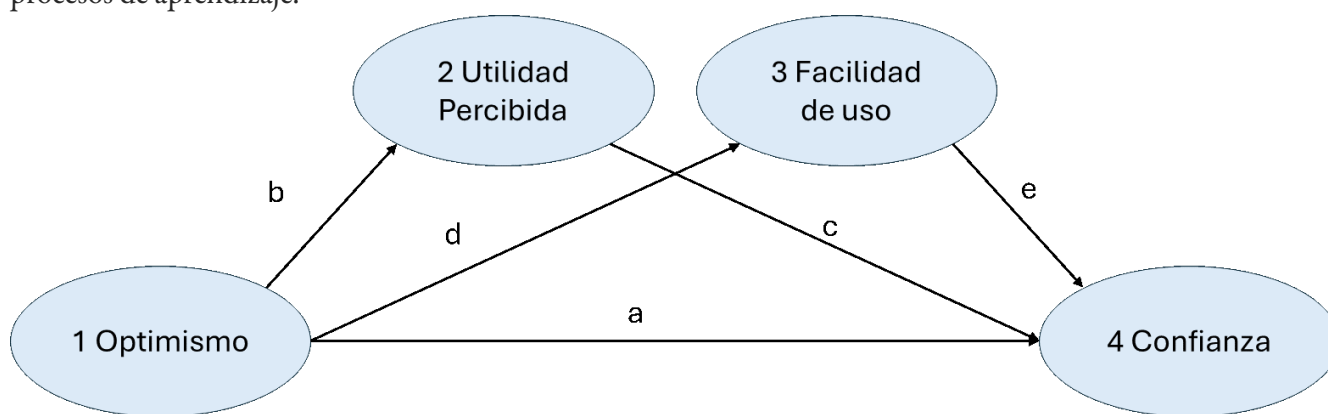 procesos de aprendizaje.
2 Utilidad
Percibida
3 Facilidad
de uso
b
d
c
e
a
1 Optimismo
4 Confianza